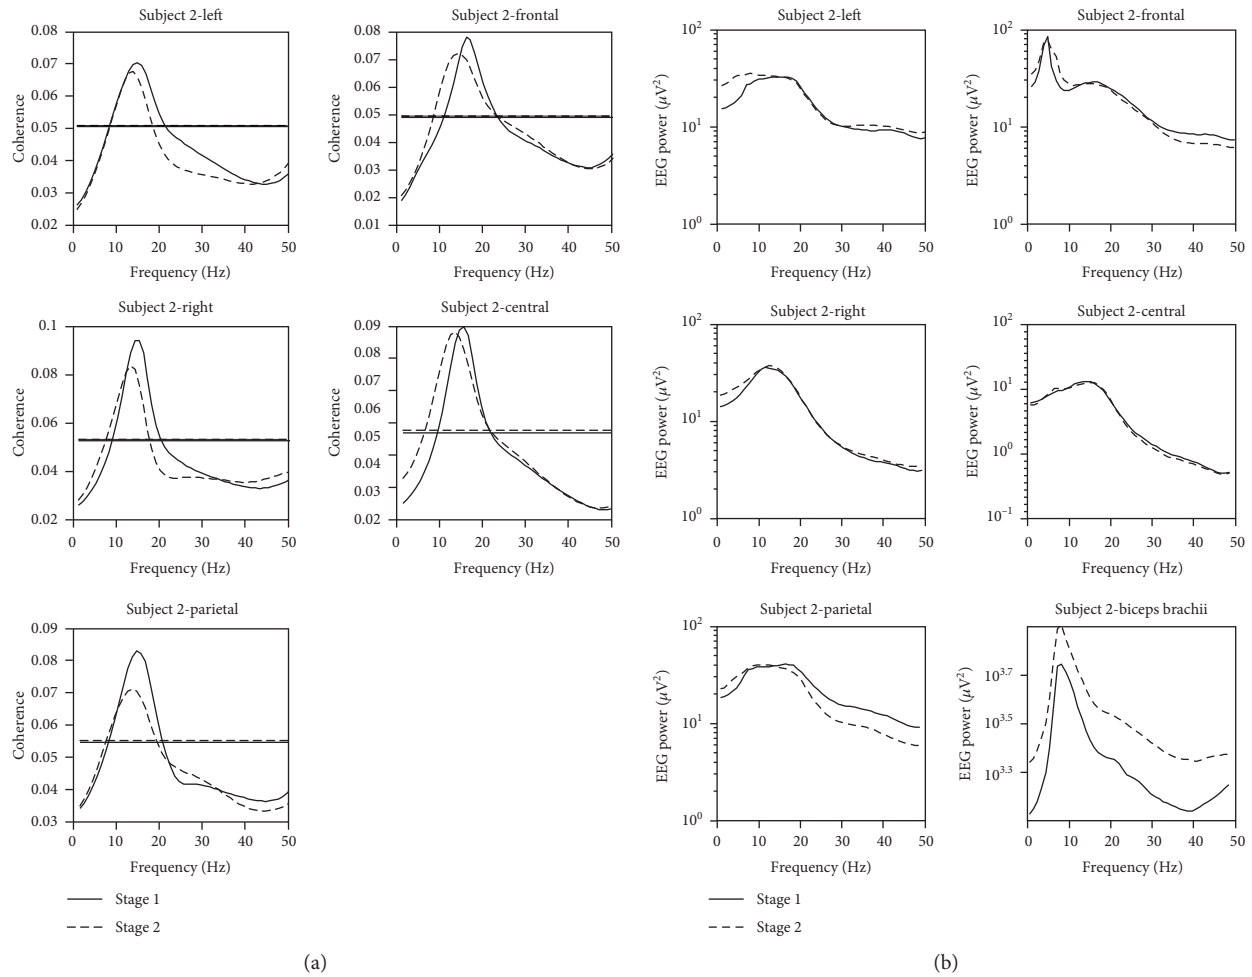 Subject 2-left
Coherence
0.08
0.07
0.06
0.05
0.04
0.03
0.02
0 10 20 30 40 50
Frequency (Hz)
Subject 2-frontal
Coherence
0.08
0.07
0.06
0.05
0.04
0.03
0.02
0.01
0 10 20 30 40 50
Frequency (Hz)
Subject 2-right
Coherence
0.1
0.08
0.06
0.04
0.02
0 10 20 30 40 50
Frequency (Hz)
Subject 2-central
Coherence
0.09
0.08
0.07
0.06
0.05
0.04
0.03
0.02
0 10 20 30 40 50
Frequency (Hz)
Subject 2-parietal
Coherence
0.09
0.08
0.07
0.06
0.05
0.04
0.03
0 10 20 30 40 50
Frequency (Hz)
Stage 1
Stage 2
(a)
Subject 2-left
EEG power (μV²)
10²
10¹
10⁰
0 10 20 30 40 50
Frequency (Hz)
Subject 2-frontal
EEG power (μV²)
10²
10¹
10⁰
0 10 20 30 40 50
Frequency (Hz)
Subject 2-right
EEG power (μV²)
10²
10¹
10⁰
0 10 20 30 40 50
Frequency (Hz)
Subject 2-central
EEG power (μV²)
10²
10¹
10⁰
10⁻¹
0 10 20 30 40 50
Frequency (Hz)
Subject 2-parietal
EEG power (μV²)
10²
10¹
10⁰
0 10 20 30 40 50
Frequency (Hz)
Subject 2-biceps brachii
EEG power (μV²)
10³·⁷
10³·⁵
10³·³
0 10 20 30 40 50
Frequency (Hz)
Stage 1
Stage 2
(b)